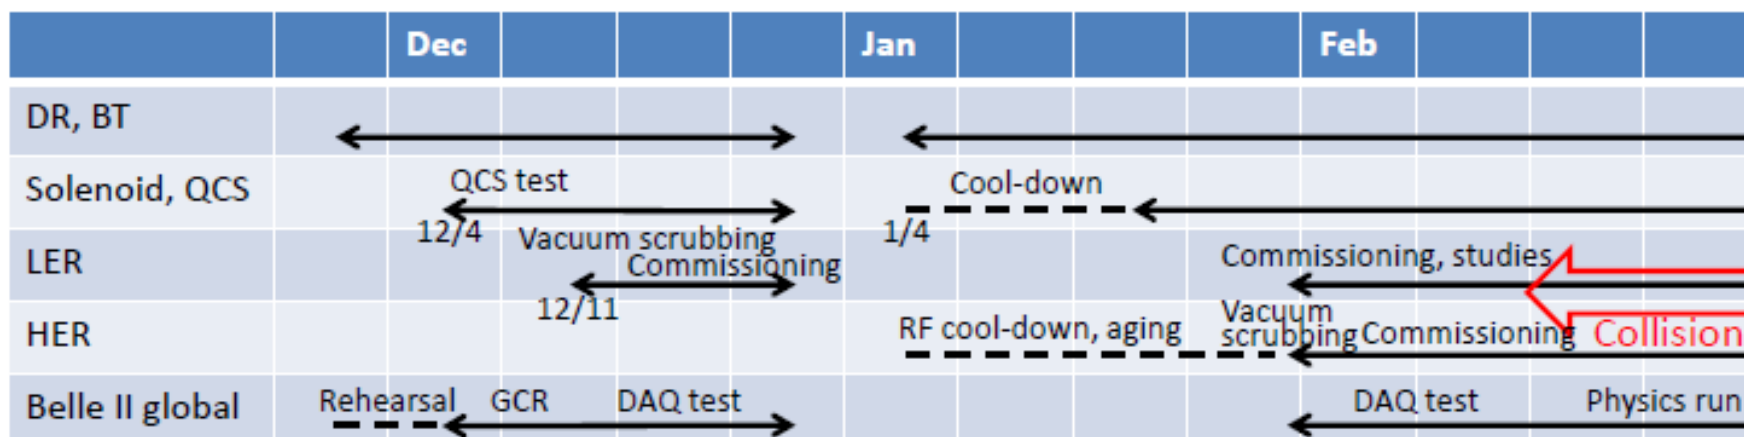 Dec Jan Feb
DR, BT
Solenoid, QCS QCS test Cool-down
12/4 1/4
LER Vacuum scrubbing Commissioning Commissioning, studies
12/11
HER RF cool-down, aging Vacuum scrubbing Commissioning Collision
Belle II global Rehearsal GCR DAQ test DAQ test Physics run